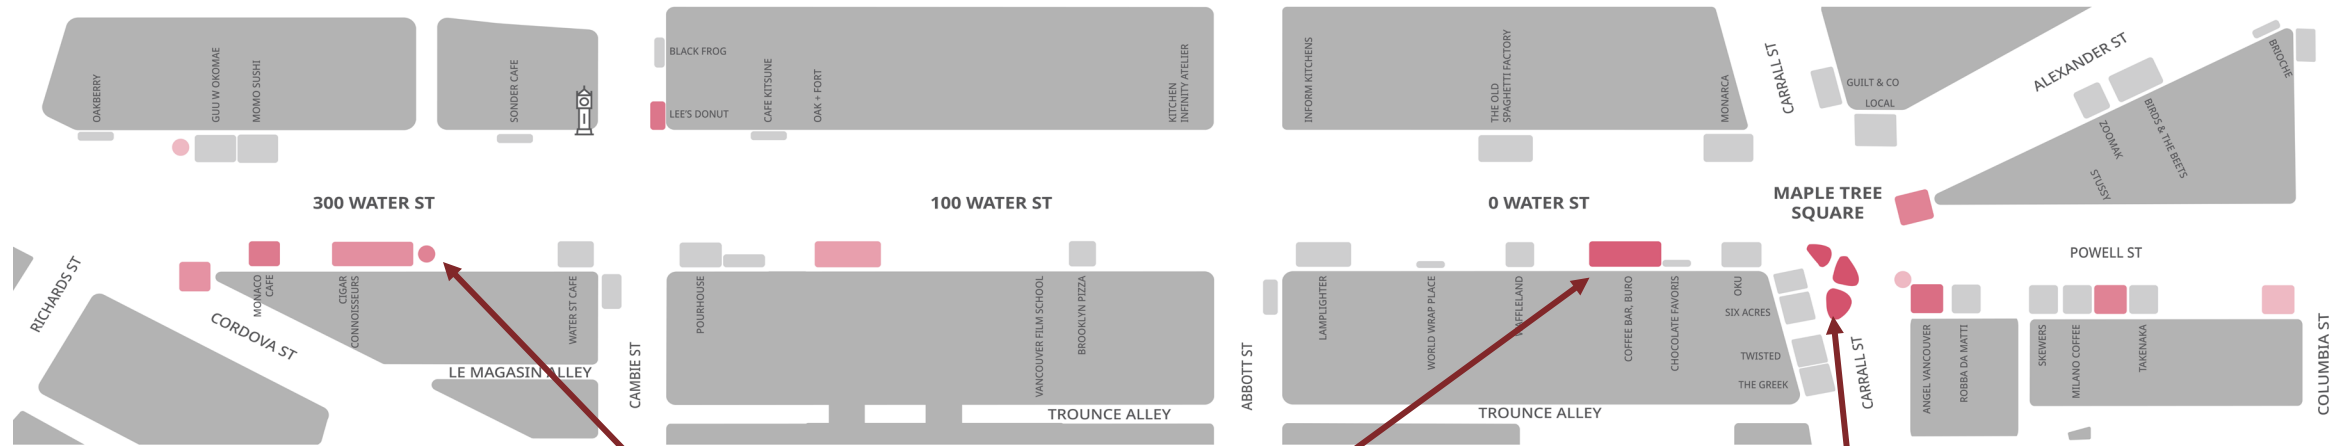 OAKBERRY
GUU W OKOMAE
MOMO SUSHI
SONDER CAFE
BLACK FROG
LEE'S DONUT
CAFE KITSUNE
OAK + FORT
KITCHEN
INFINITY ATELIER
INFORM KITCHENS
THE OLD
SPAGHETTI FACTORY
MONARCA
CARRALL ST
GUILT & CO
LOCAL
ALEXANDER ST
BRIOCHE
BIRDS & THE BEETS
ZOOMAK
STUSSY
300 WATER ST
100 WATER ST
0 WATER ST
MAPLE TREE
SQUARE
POWELL ST
RICHARDS ST
CORDOVA ST
MONACO
CAFE
CIGAR
CONNOISSEURS
WATER ST CAFE
LE MAGASIN ALLEY
CAMBIE ST
POURHOUSE
VANCOUVER FILM SCHOOL
BROOKLYN PIZZA
TROUNCE ALLEY
ABBOTT ST
LAMPLIGHTER
WORLD WRAP PLACE
WAFFLELAND
COFFEE BAR, BURO
CHOCOLATE FAVORIS
OKU
SIX ACRES
TWISTED
THE GREEK
TROUNCE ALLEY
CARRALL ST
ANGEL VANCOUVER
ROBBA DA MATTI
SKEWERS
MILANO COFFEE
TAKENAKA
COLUMBIA ST